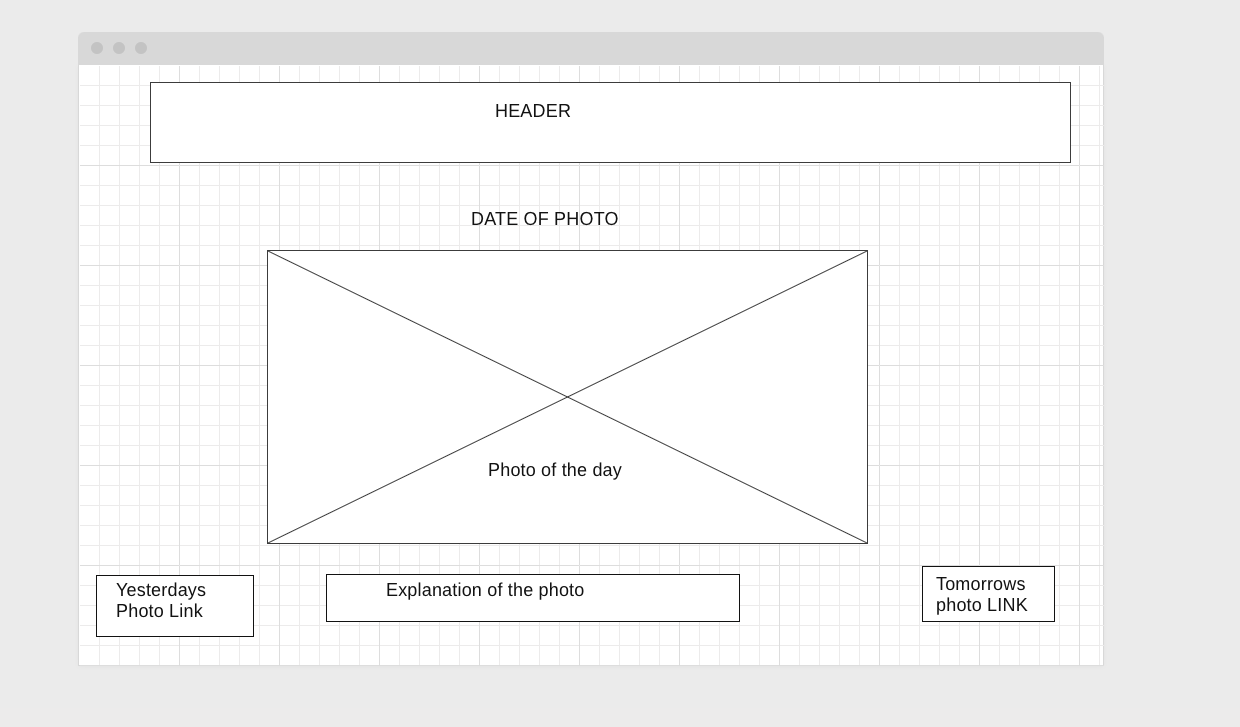 HEADER
DATE OF PHOTO
Photo of the day
Yesterdays
Photo Link
Explanation of the photo
Tomorrows
photo LINK